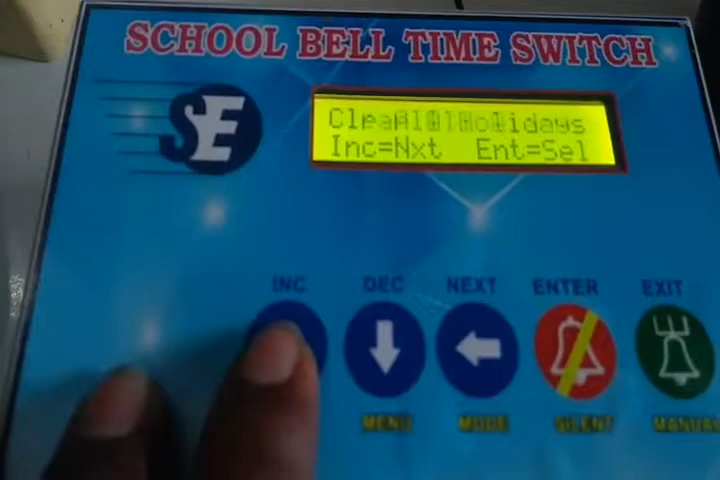 SCHOOL BELL TIME SWITCH
SE
Holidays
Inc=Nxt Ent=Sel
INC DEC NEXT ENTER EXIT
MENU MODE SILENT MANUAL